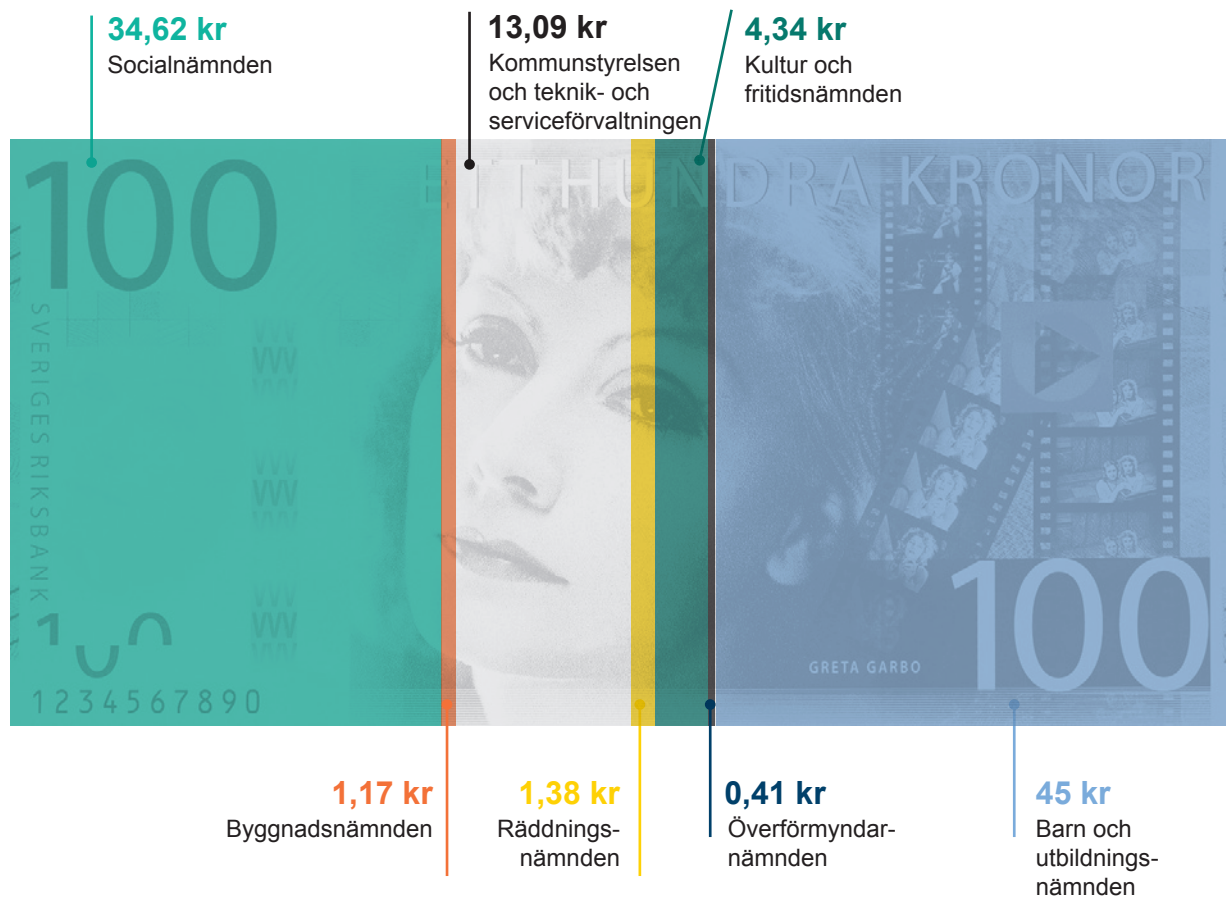 34,62 kr
Socialnämnden
13,09 kr
Kommunstyrelsen
och teknik- och
serviceförvaltningen
4,34 kr
Kultur och
fritidsnämnden
100
ETT HUNDRA KRONOR
SVERIGES RIKSBANK
100
1234567890
GRETA GARBO
100
1,17 kr
Byggnadsnämnden
1,38 kr
Räddnings-
nämnden
0,41 kr
Överförmyndar-
nämnden
45 kr
Barn och
utbildnings-
nämnden